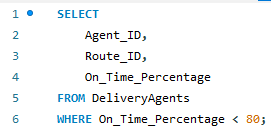 1 SELECT
2 Agent_ID,
3 Route_ID,
4 On_Time_Percentage
5 FROM DeliveryAgents
6 WHERE On_Time_Percentage < 80;